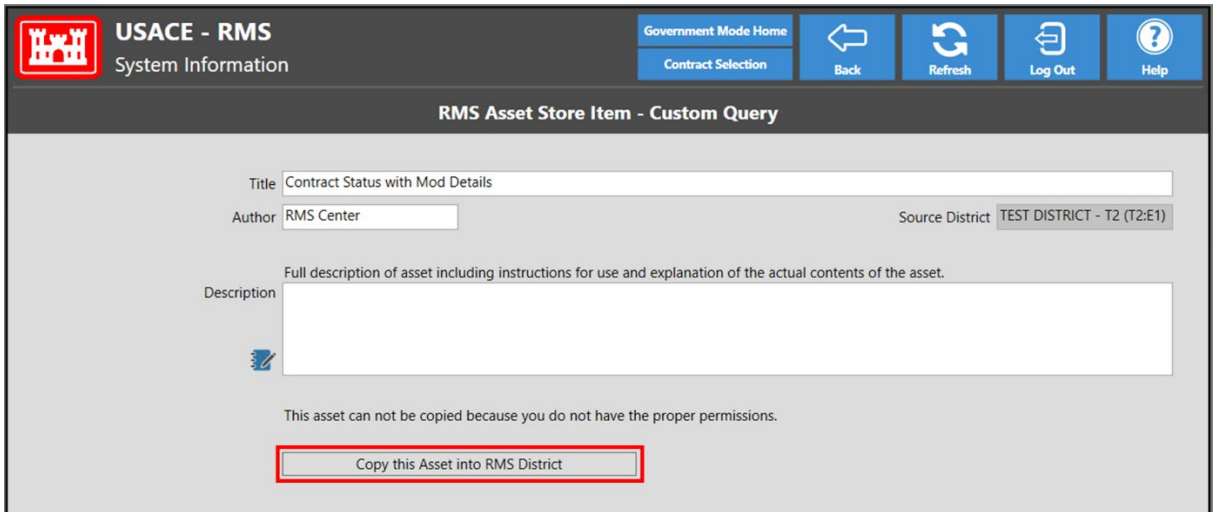 USACE - RMS
System Information
Government Mode Home
Contract Selection
Back
Refresh
Log Out
Help
RMS Asset Store Item - Custom Query
Title Contract Status with Mod Details
Author RMS Center Source District TEST DISTRICT - T2 (T2:E1)
Full description of asset including instructions for use and explanation of the actual contents of the asset.
Description
This asset can not be copied because you do not have the proper permissions.
Copy this Asset into RMS District